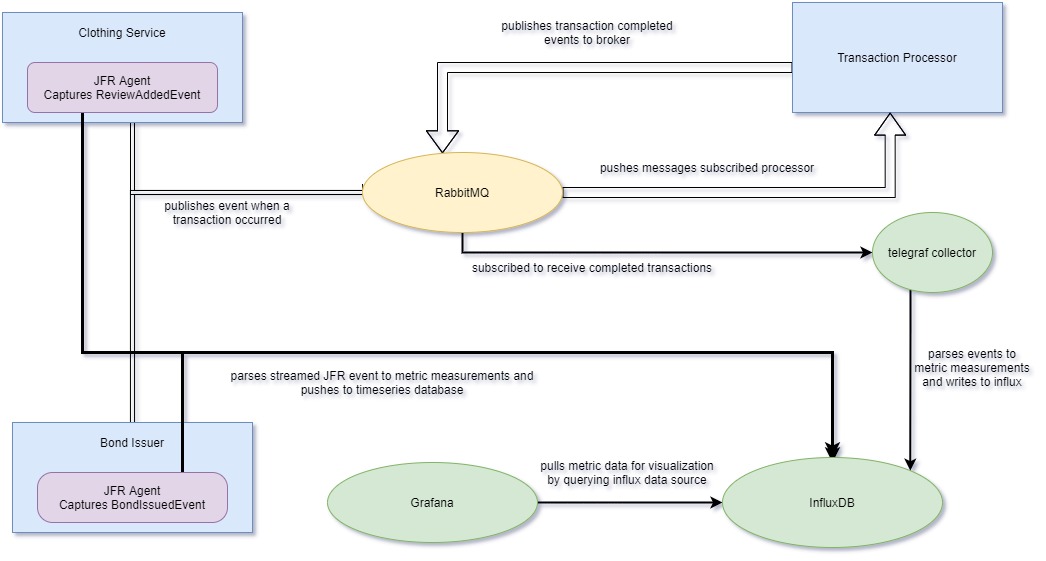 Clothing Service
JFR Agent
Captures ReviewAddedEvent
publishes transaction completed
events to broker
Transaction Processor
pushes messages subscribed processor
RabbitMQ
publishes event when a
transaction occurred
telegraf collector
subscribed to receive completed transactions
parses events to
metric measurements
and writes to influx
parses streamed JFR event to metric measurements and
pushes to timeseries database
Bond Issuer
JFR Agent
Captures BondIssuedEvent
pulls metric data for visualization
by querying influx data source
Grafana
InfluxDB